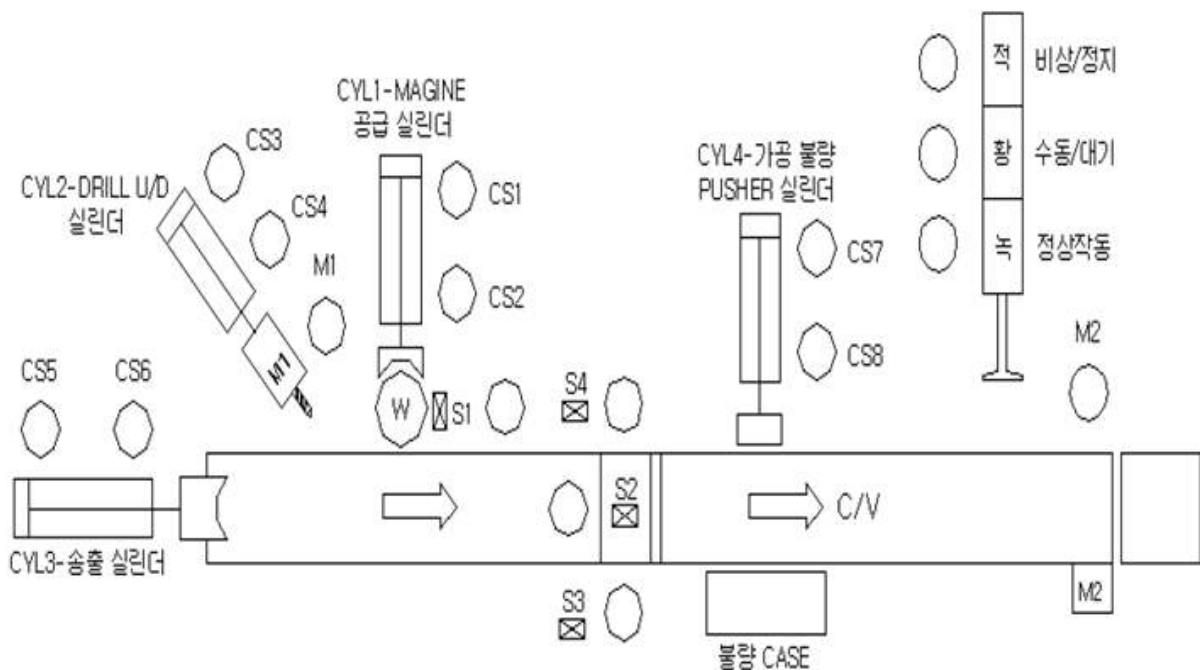 적
비상/정지
CYL1-MAGINE
공급 실린더
CS3
황
수동/대기
CYL4-가공 불량
PUSHER 실린더
CYL2-DRILL U/D
실린더
CS4
CS1
녹
정상작동
CS7
M1
CS2
M2
CS8
CS5
CS6
M1
S4
W
S1
S2
C/V
CYL3-송출 실린더
S3
M2
불량 CASE